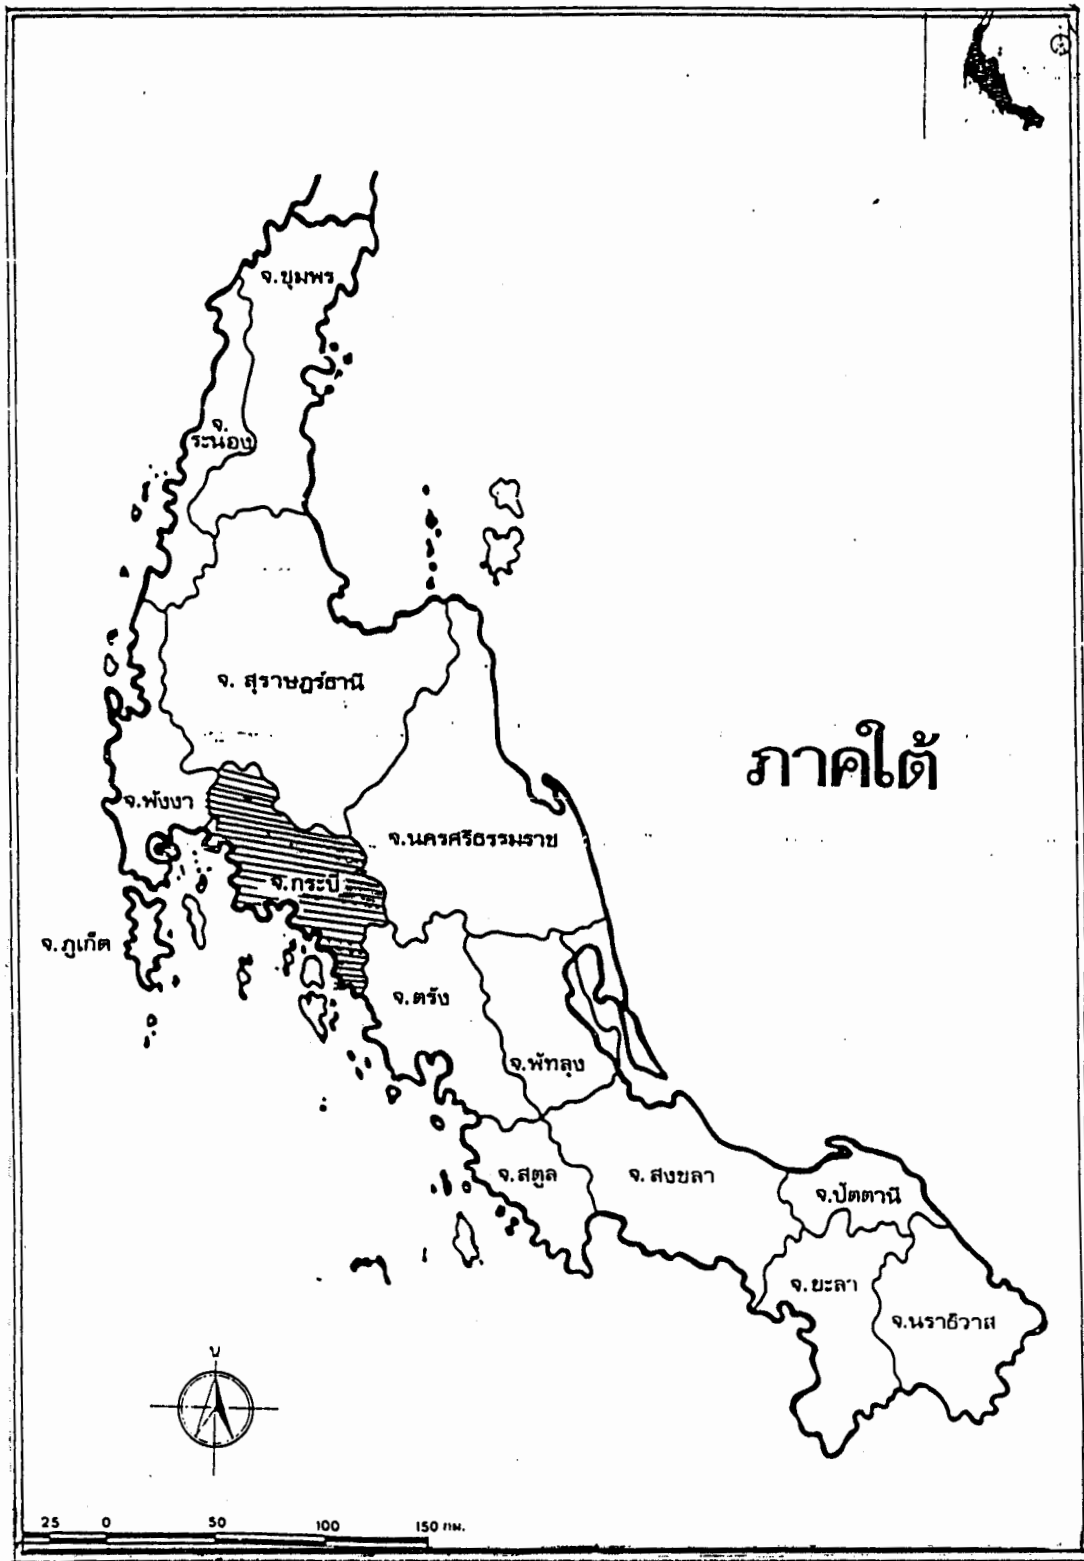 จ.ชุมพร
จ.
ระนอง
จ. สุราษฎร์ธานี
ภาคใต้
จ.พังงา
จ.นครศรีธรรมราช
จ.กระบี่
จ.ภูเก็ต
จ.ตรัง
จ.พัทลุง
จ.สตูล
จ. สงขลา
จ.ปัตตานี
จ.ยะลา
จ.นราธิวาส
น
25 0 50 100 150 กม.